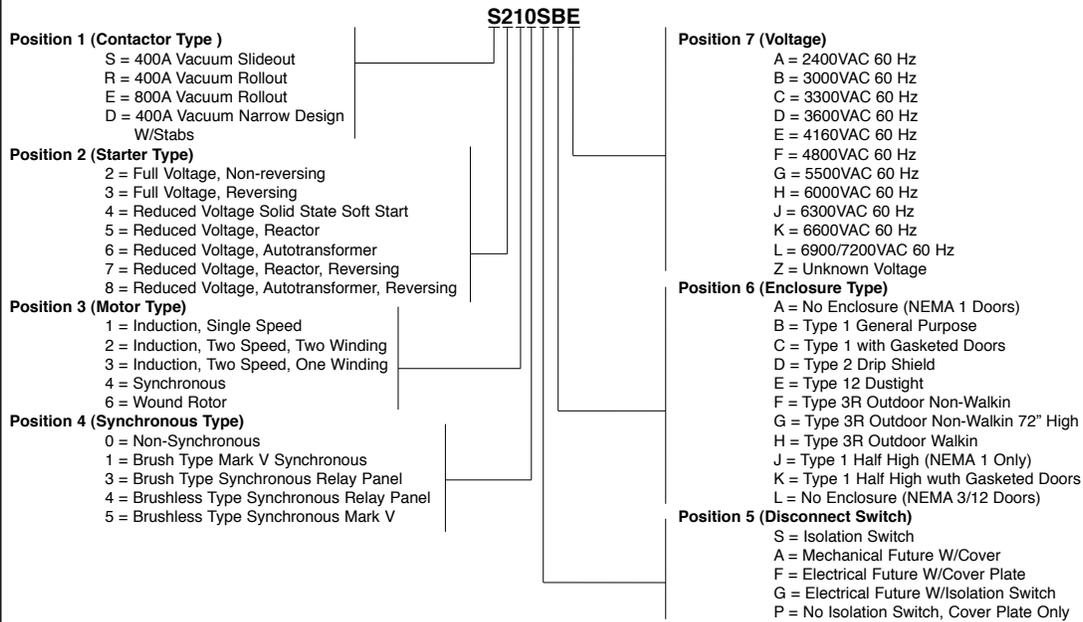 S210SBE
Position 1 (Contactor Type )
S = 400A Vacuum Slideout
R = 400A Vacuum Rollout
E = 800A Vacuum Rollout
D = 400A Vacuum Narrow Design
W/Stabs
Position 2 (Starter Type)
2 = Full Voltage, Non-reversing
3 = Full Voltage, Reversing
4 = Reduced Voltage Solid State Soft Start
5 = Reduced Voltage, Reactor
6 = Reduced Voltage, Autotransformer
7 = Reduced Voltage, Reactor, Reversing
8 = Reduced Voltage, Autotransformer, Reversing
Position 3 (Motor Type)
1 = Induction, Single Speed
2 = Induction, Two Speed, Two Winding
3 = Induction, Two Speed, One Winding
4 = Synchronous
6 = Wound Rotor
Position 4 (Synchronous Type)
0 = Non-Synchronous
1 = Brush Type Mark V Synchronous
3 = Brush Type Synchronous Relay Panel
4 = Brushless Type Synchronous Relay Panel
5 = Brushless Type Synchronous Mark V
Position 7 (Voltage)
A = 2400VAC 60 Hz
B = 3000VAC 60 Hz
C = 3300VAC 60 Hz
D = 3600VAC 60 Hz
E = 4160VAC 60 Hz
F = 4800VAC 60 Hz
G = 5500VAC 60 Hz
H = 6000VAC 60 Hz
J = 6300VAC 60 Hz
K = 6600VAC 60 Hz
L = 6900/7200VAC 60 Hz
Z = Unknown Voltage
Position 6 (Enclosure Type)
A = No Enclosure (NEMA 1 Doors)
B = Type 1 General Purpose
C = Type 1 with Gasketed Doors
D = Type 2 Drip Shield
E = Type 12 Dustight
F = Type 3R Outdoor Non-Walkin
G = Type 3R Outdoor Non-Walkin 72” High
H = Type 3R Outdoor Walkin
J = Type 1 Half High (NEMA 1 Only)
K = Type 1 Half High wuth Gasketed Doors
L = No Enclosure (NEMA 3/12 Doors)
Position 5 (Disconnect Switch)
S = Isolation Switch
A = Mechanical Future W/Cover
F = Electrical Future W/Cover Plate
G = Electrical Future W/Isolation Switch
P = No Isolation Switch, Cover Plate Only